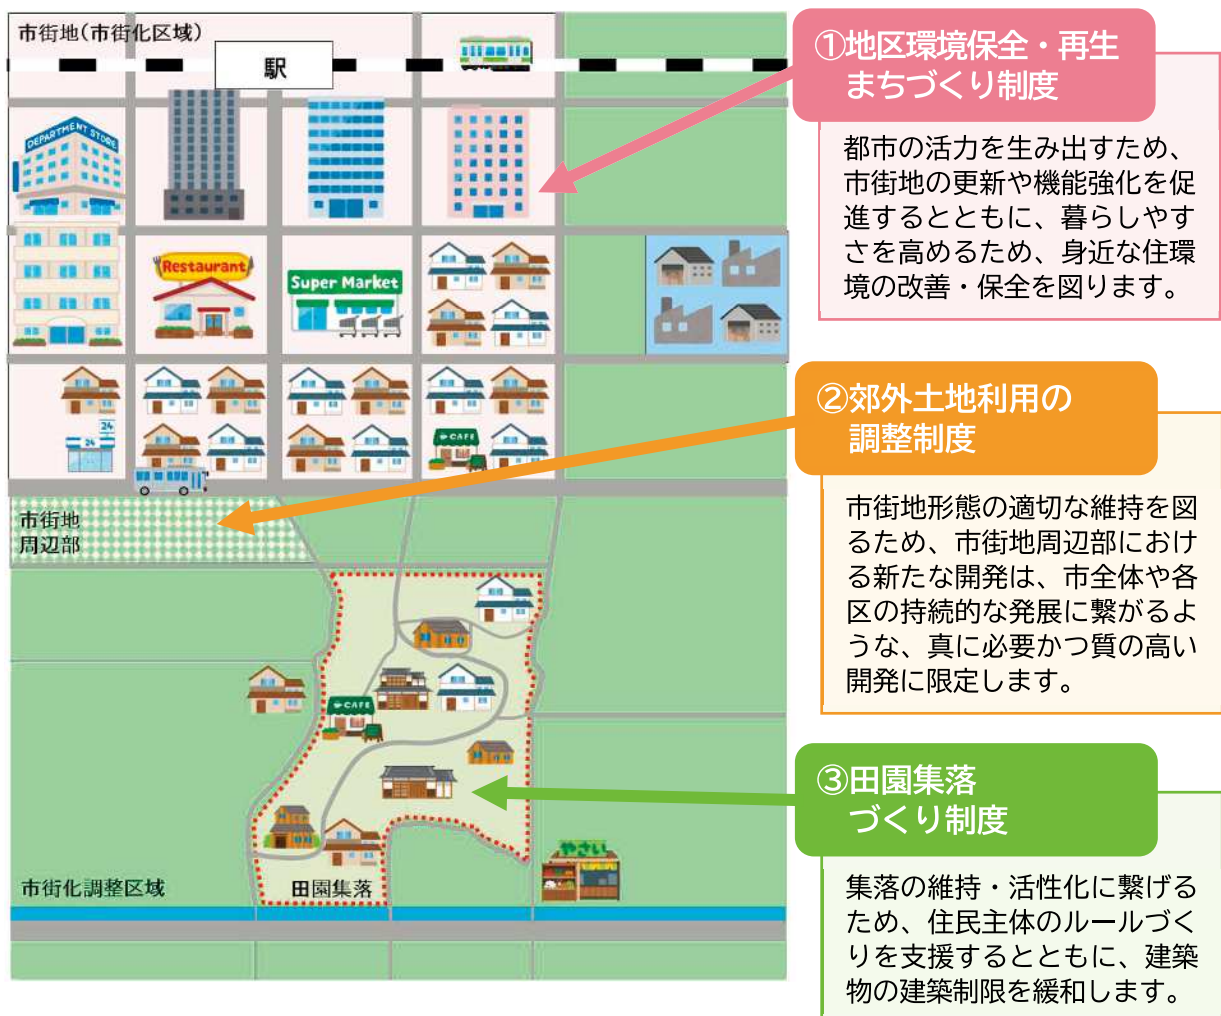 市街地(市街化区域)
駅
DEPARTMENT STORE
Restaurant
Super Market
24
24
CAFE
市街地
周辺部
CAFE
やさい
市街化調整区域
田園集落
①地区環境保全・再生
まちづくり制度
都市の活力を生み出すため、
市街地の更新や機能強化を促
進するとともに、暮らしやす
さを高めるため、身近な住環
境の改善・保全を図ります。
②郊外土地利用の
調整制度
市街地形態の適切な維持を図
るため、市街地周辺部におけ
る新たな開発は、市全体や各
区の持続的な発展に繋がるよ
うな、真に必要かつ質の高い
開発に限定します。
③田園集落
づくり制度
集落の維持・活性化に繋げる
ため、住民主体のルールづく
りを支援するとともに、建築
物の建築制限を緩和します。